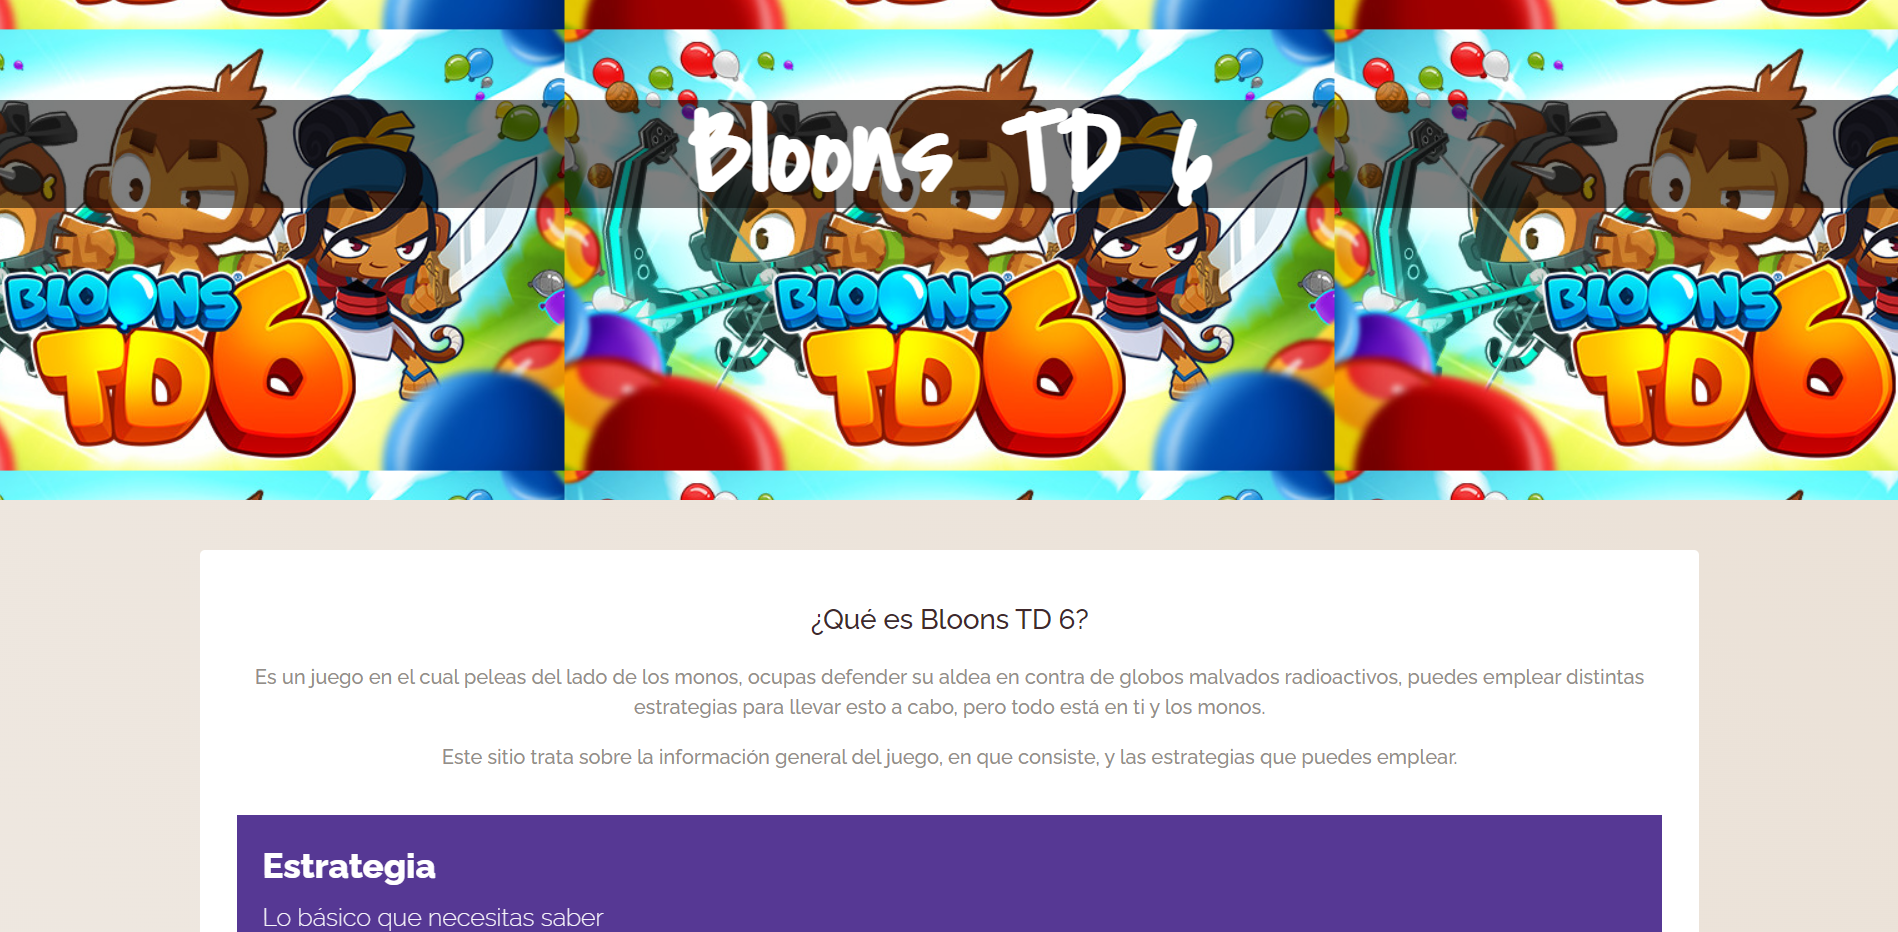 Bloons TD 6
BLOONS
TD6
BLOONS
TD6
BLOONS
TD6
¿Qué es Bloons TD 6?
Es un juego en el cual peleas del lado de los monos, ocupas defender su aldea en contra de globos malvados radioactivos, puedes emplear distintas
estrategias para llevar esto a cabo, pero todo está en ti y los monos.
Este sitio trata sobre la información general del juego, en que consiste, y las estrategias que puedes emplear.
Estrategia
Lo básico que necesitas saber